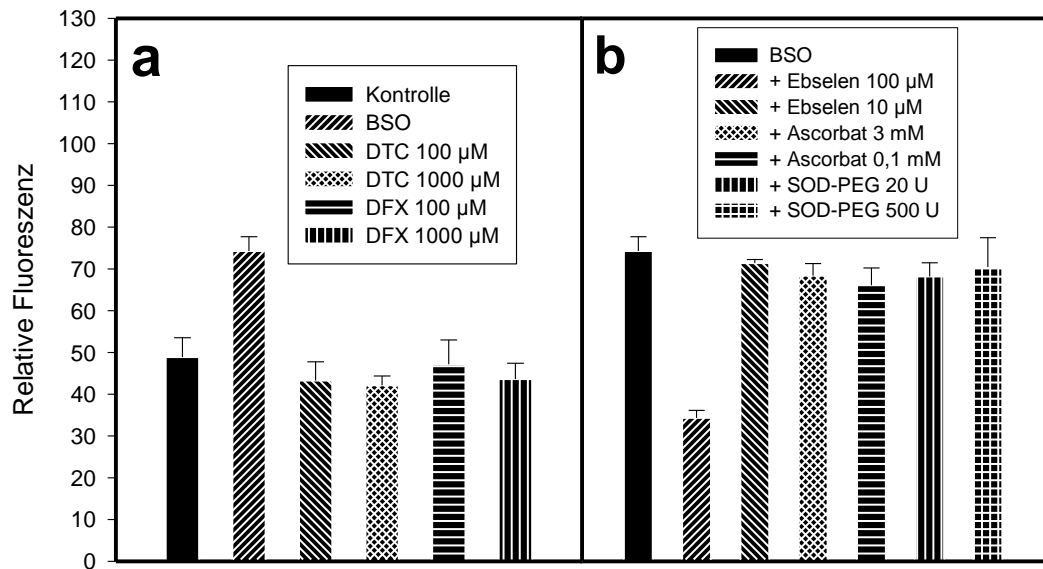 Relative Fluoreszenz
130
120
110
100
90
80
70
60
50
40
30
20
10
0
a
Kontrolle
BSO
DTC 100 µM
DTC 1000 µM
DFX 100 µM
DFX 1000 µM
b
BSO
+ Ebselen 100 µM
+ Ebselen 10 µM
+ Ascorbat 3 mM
+ Ascorbat 0,1 mM
+ SOD-PEG 20 U
+ SOD-PEG 500 U